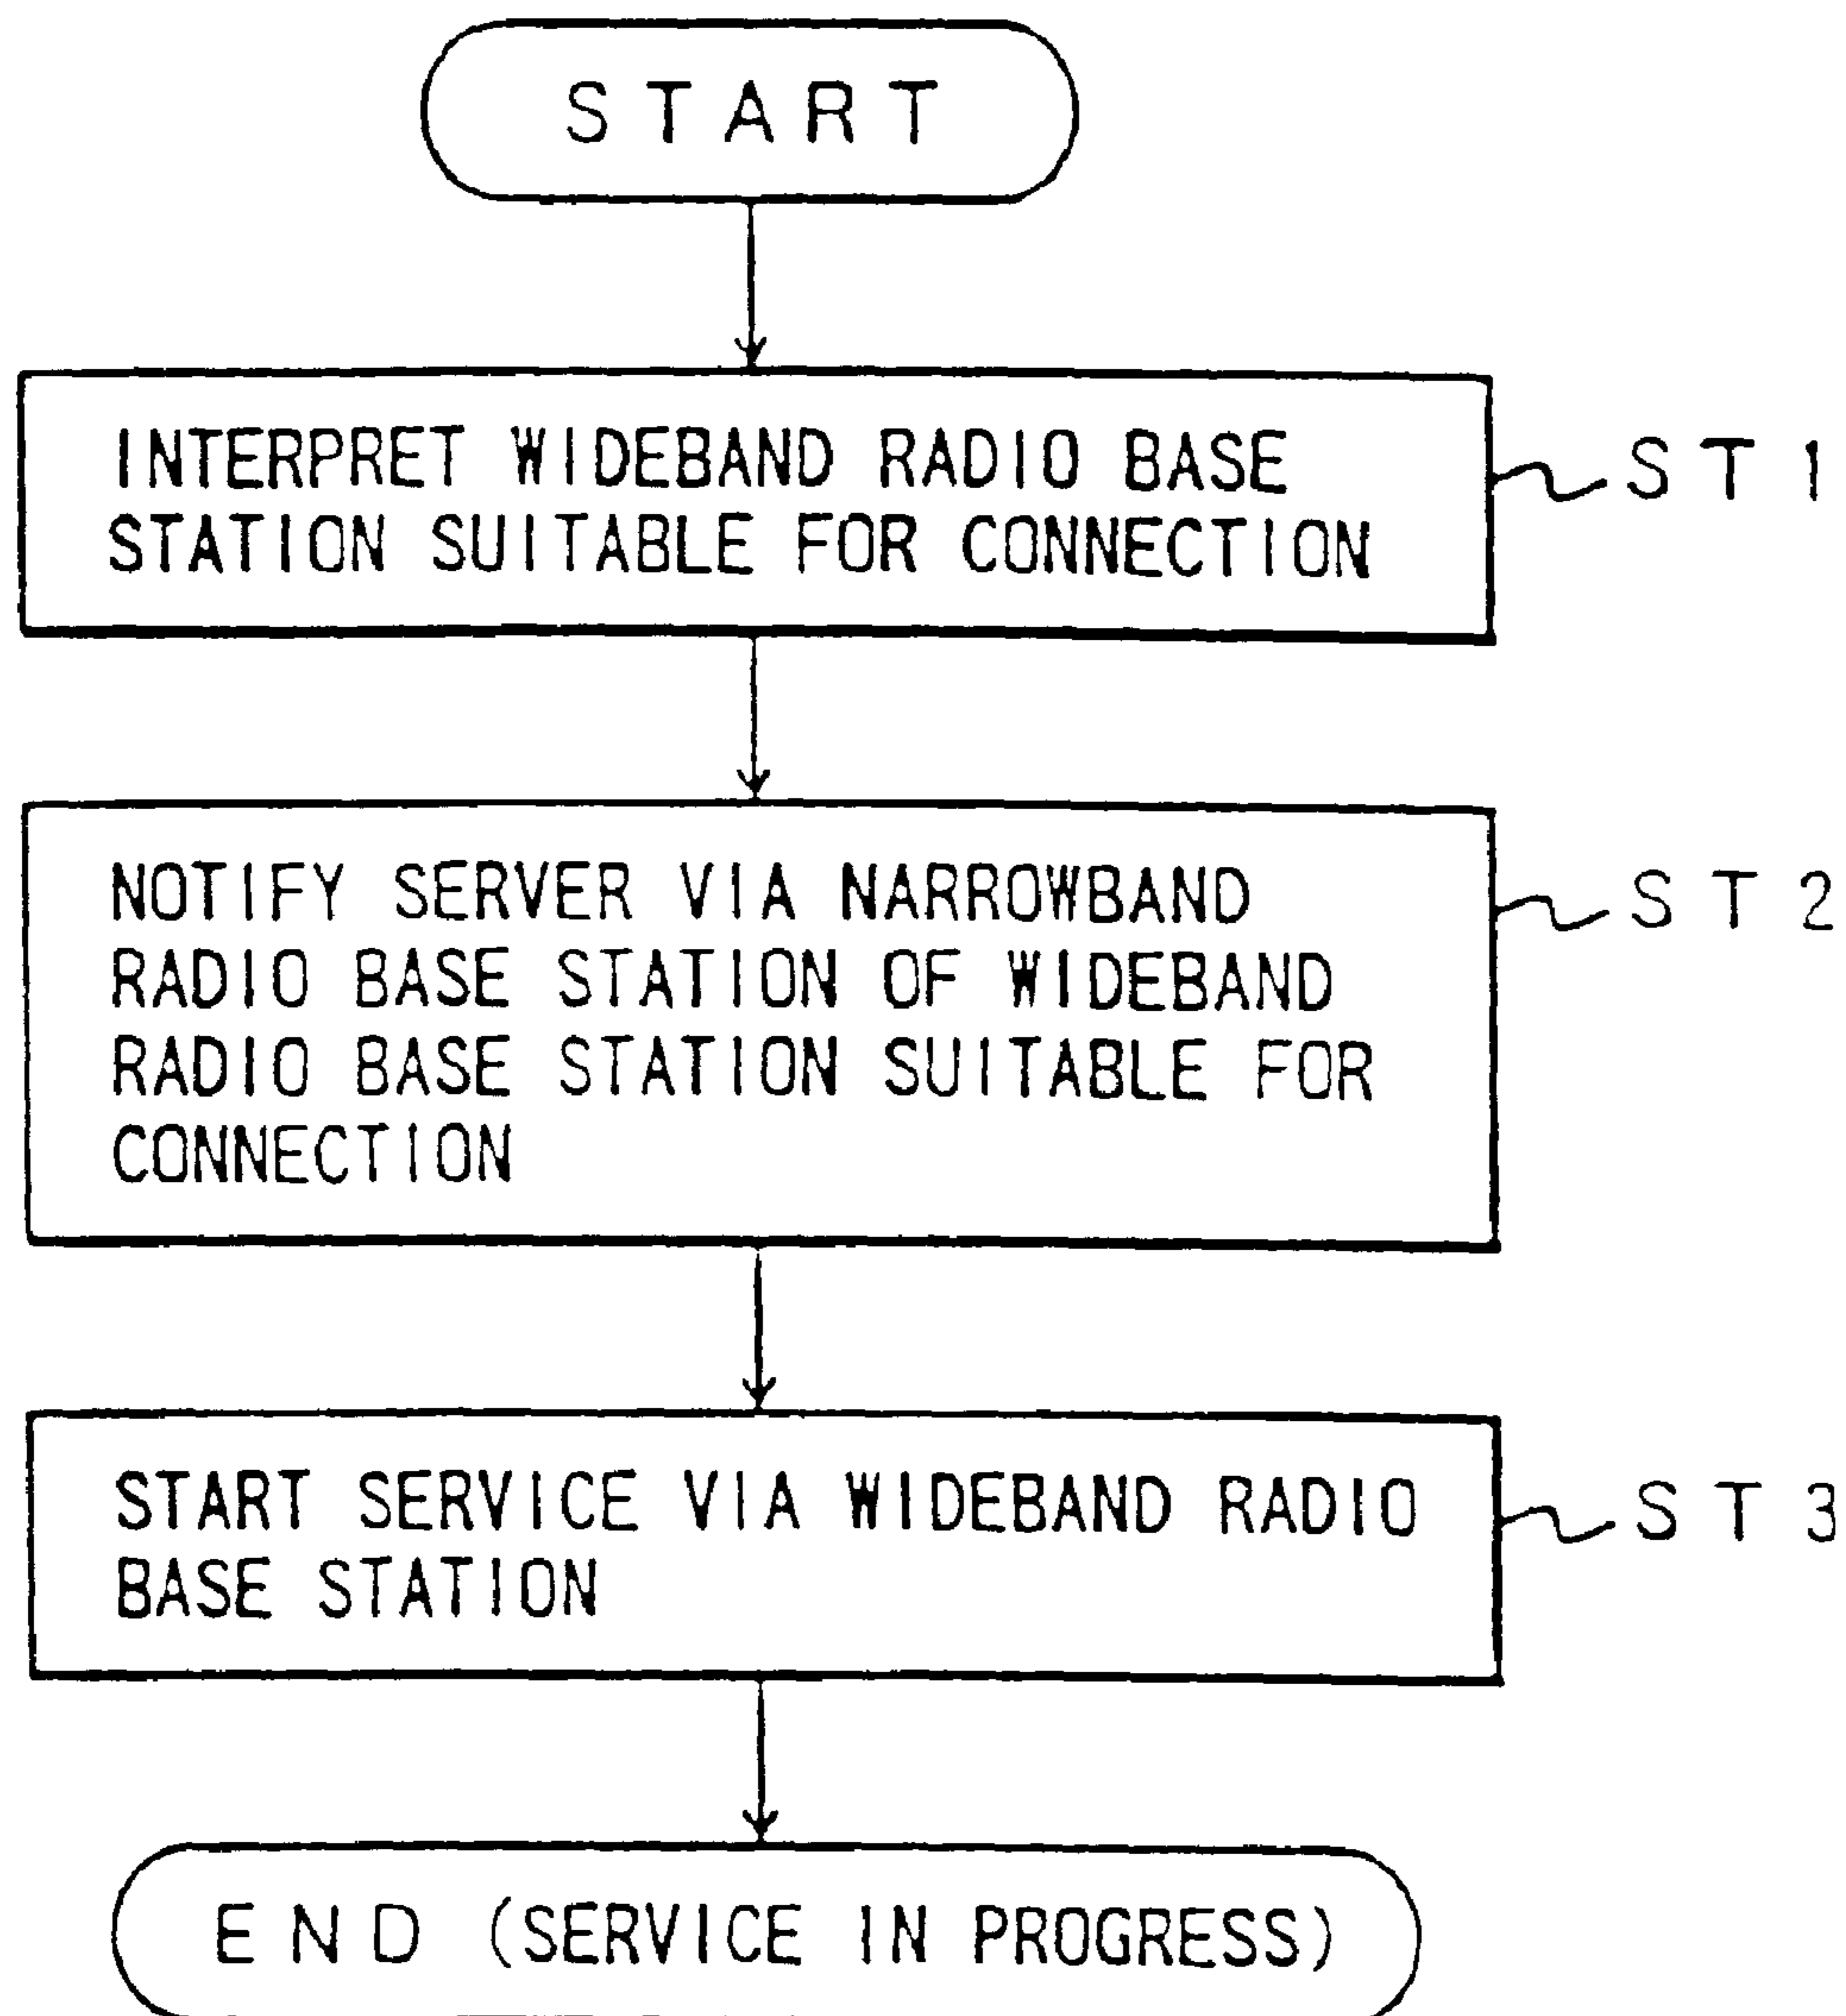 START
INTERPRET WIDEBAND RADIO BASE
STATION SUITABLE FOR CONNECTION
ST1
NOTIFY SERVER VIA NARROWBAND
RADIO BASE STATION OF WIDEBAND
RADIO BASE STATION SUITABLE FOR
CONNECTION
ST2
START SERVICE VIA WIDEBAND RADIO
BASE STATION
ST3
END (SERVICE IN PROGRESS)